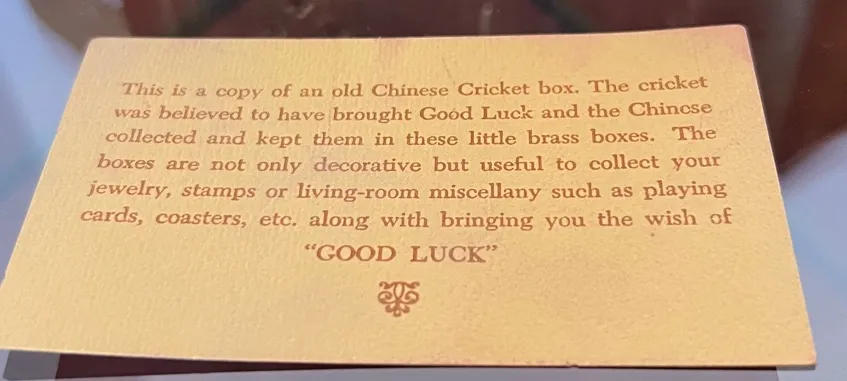 This is a copy of an old Chinese Cricket box. The cricket
was believed to have brought Good Luck and the Chinese
collected and kept them in these little brass boxes. The
boxes are not only decorative but useful to collect your
jewelry, stamps or living-room miscellany such as playing
cards, coasters, etc. along with bringing you the wish of
“GOOD LUCK”